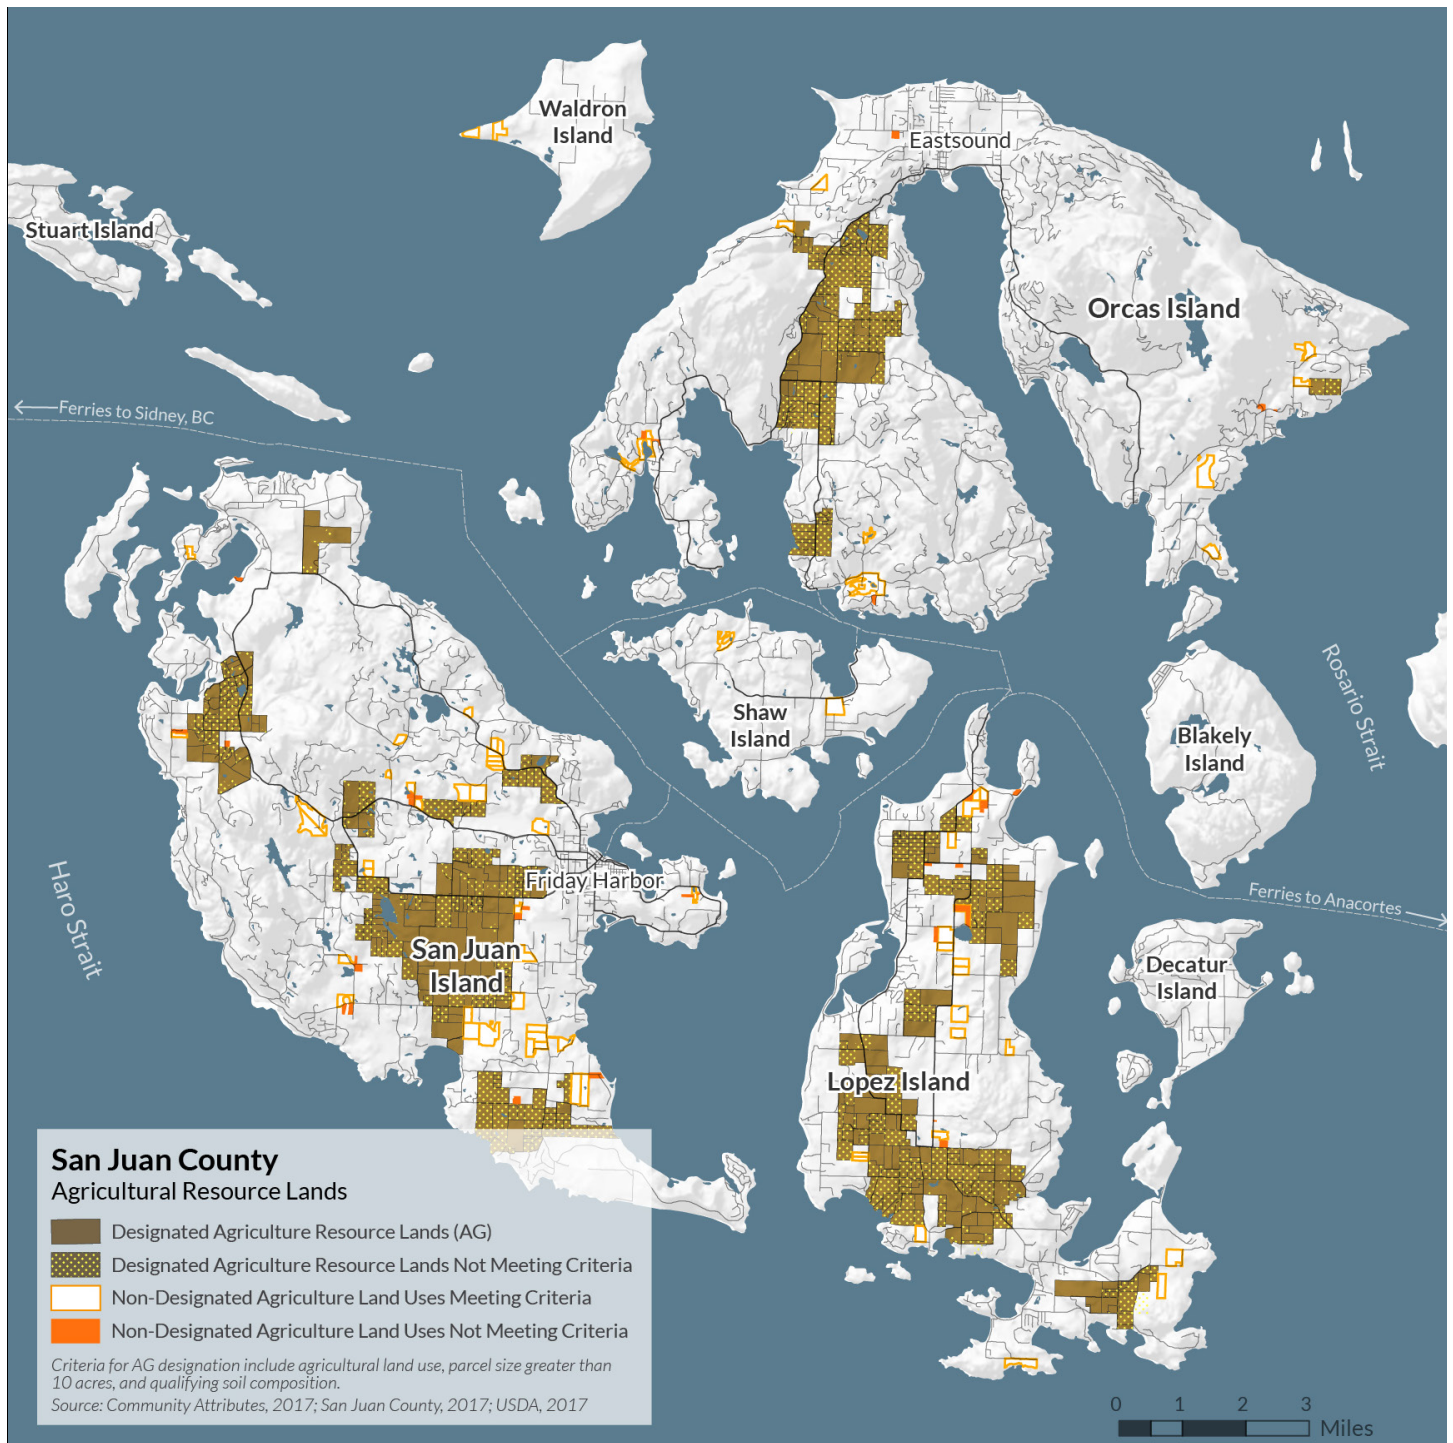 Waldron
Island
Eastsound
Stuart Island
Orcas Island
Ferries to Sidney, BC
Shaw
Island
Rosario Strait
Blakely
Island
Haro Strait
Friday Harbor
Ferries to Anacortes
San Juan
Island
Decatur
Island
Lopez Island
San Juan County
Agricultural Resource Lands
Designated Agriculture Resource Lands (AG)
Designated Agriculture Resource Lands Not Meeting Criteria
Non-Designated Agriculture Land Uses Meeting Criteria
Non-Designated Agriculture Land Uses Not Meeting Criteria
Criteria for AG designation include agricultural land use, parcel size greater than
10 acres, and qualifying soil composition.
Source: Community Attributes, 2017; San Juan County, 2017; USDA, 2017
0 1 2 3
Miles